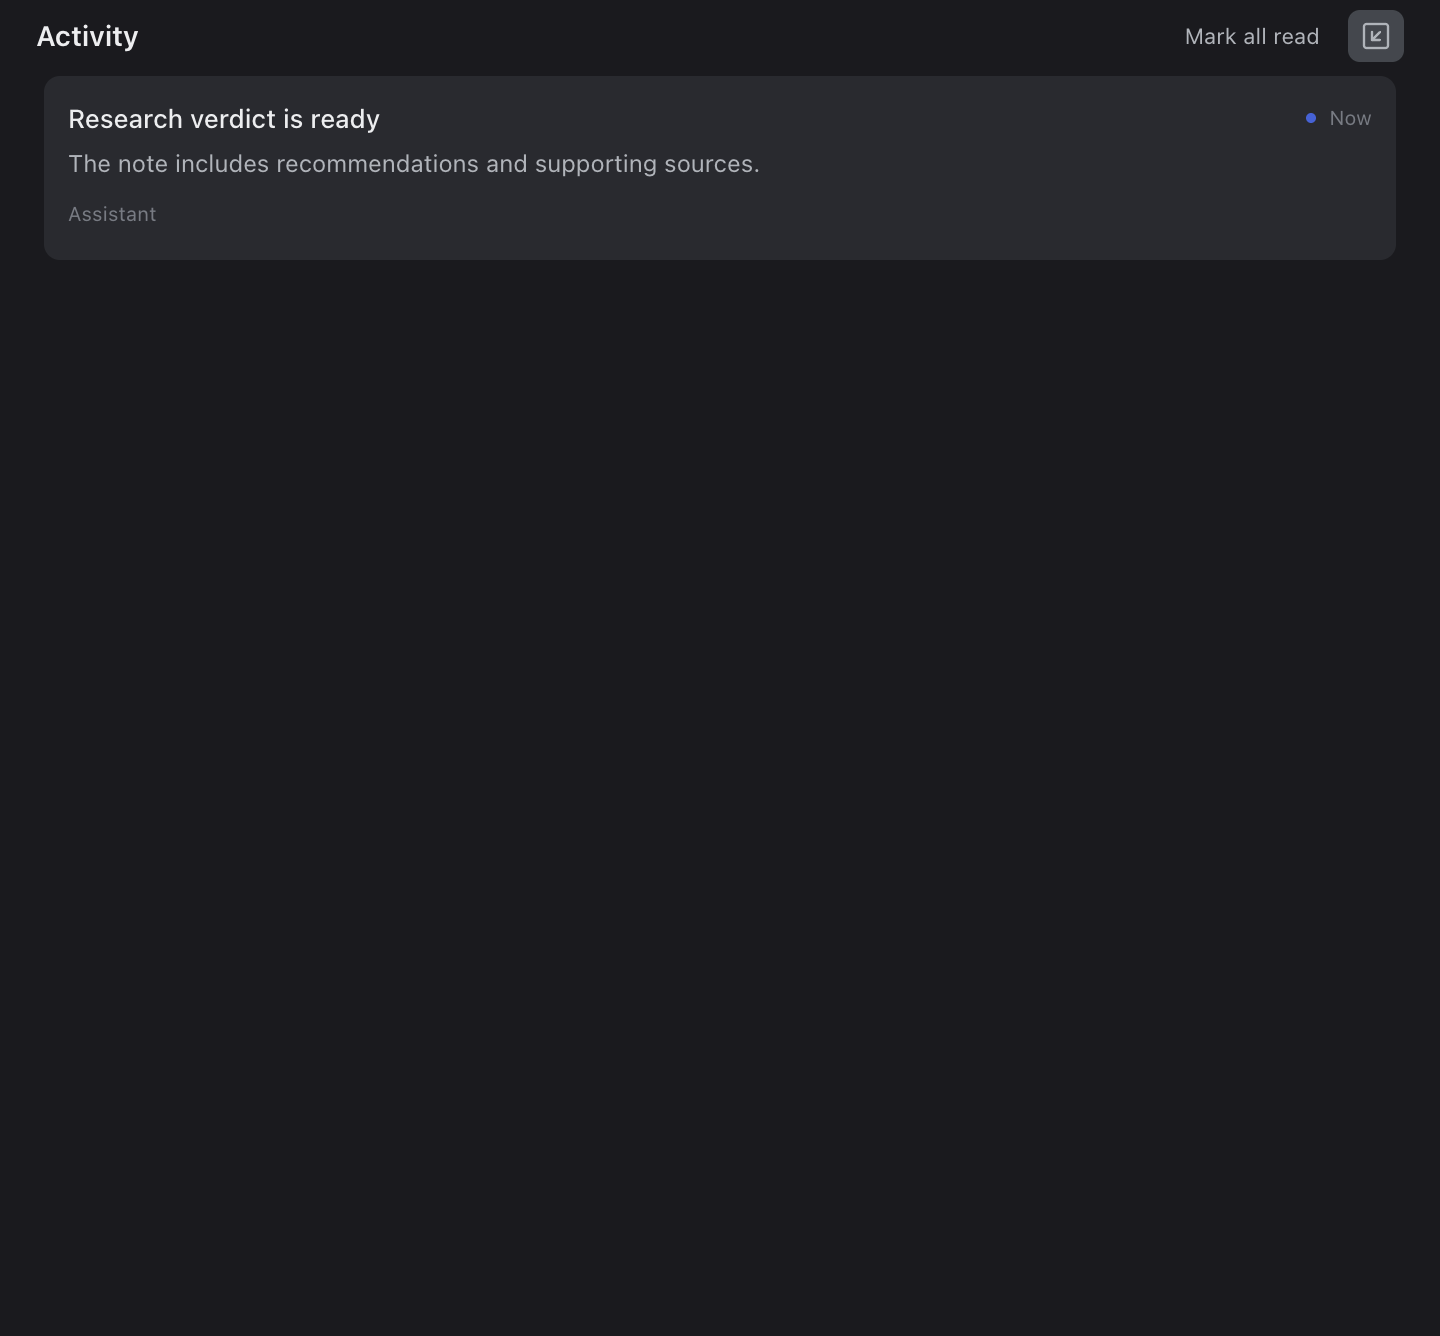 Activity
Mark all read
Research verdict is ready
Now
The note includes recommendations and supporting sources.
Assistant